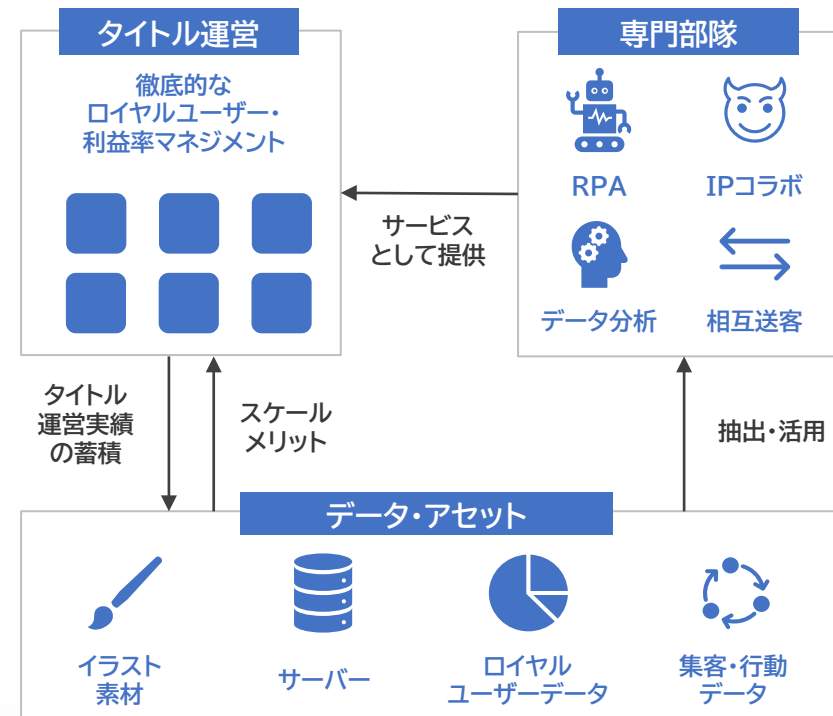 タイトル運営
徹底的な
ロイヤルユーザー・
利益率マネジメント
専門部隊
RPA
IPコラボ
データ分析
相互送客
サービス
として提供
タイトル
運営実績
の蓄積
スケール
メリット
抽出・活用
データ・アセット
イラスト
素材
サーバー
ロイヤル
ユーザーデータ
集客・行動
データ